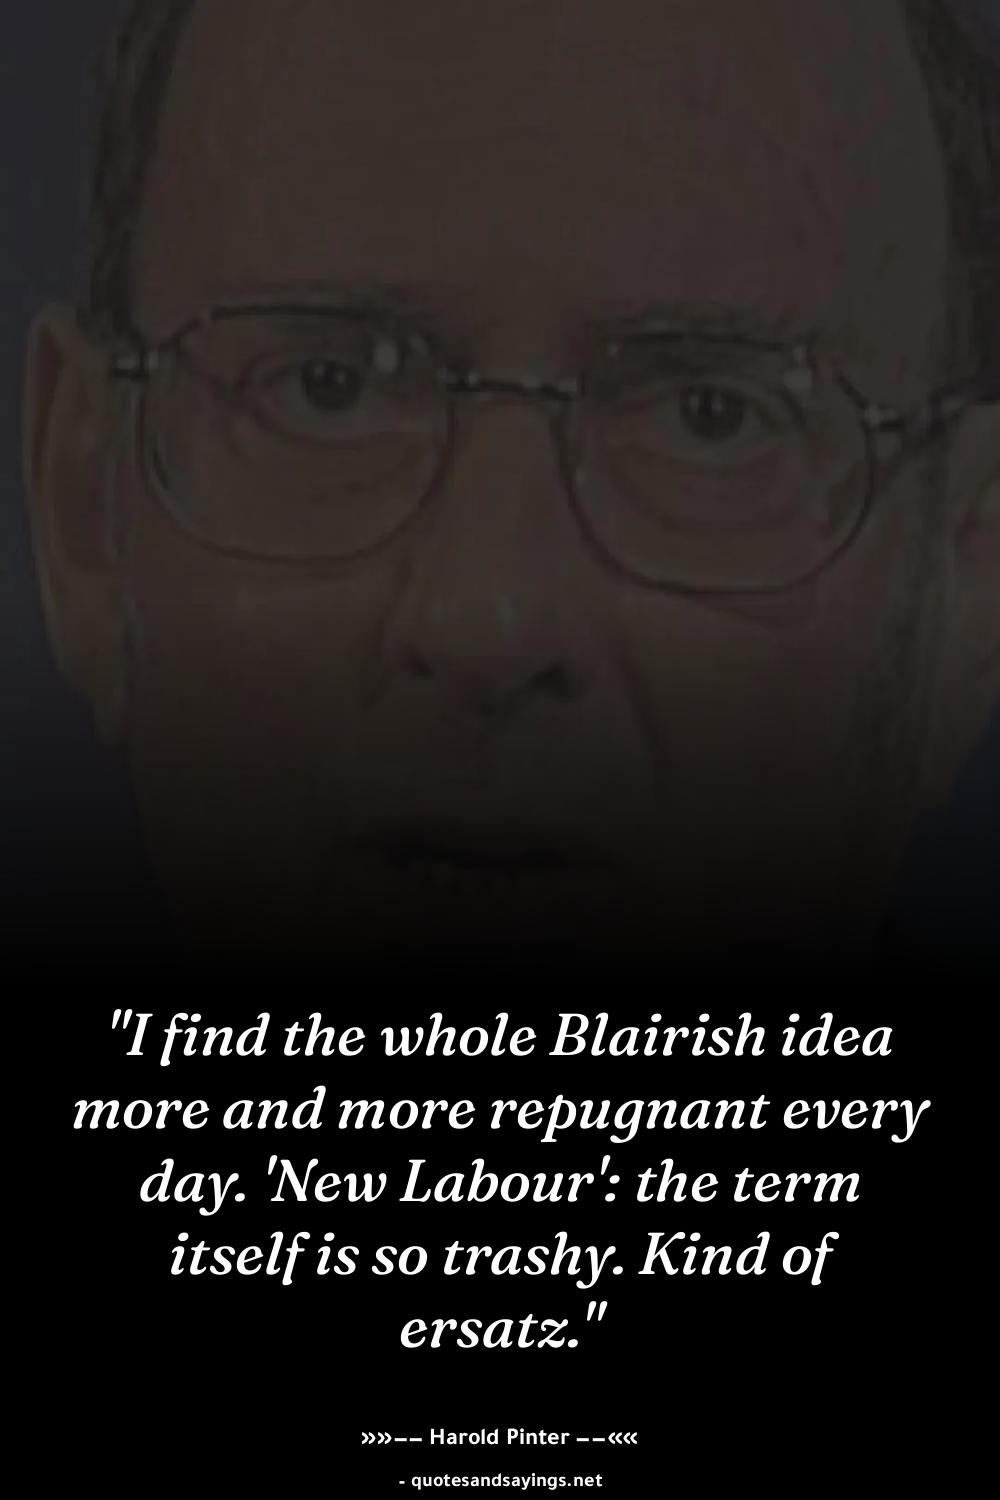 "I find the whole Blairish idea
more and more repugnant every
day. 'New Labour': the term
itself is so trashy. Kind of
ersatz."
»»−− Harold Pinter −−««
- quotesandsayings.net